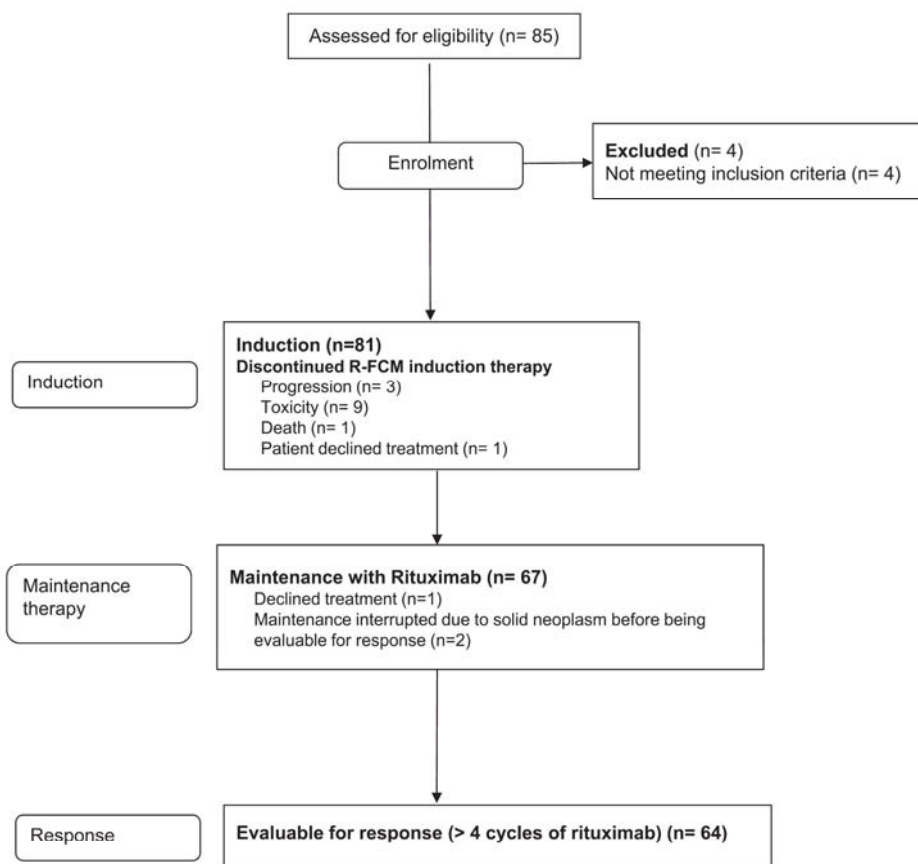 Assessed for eligibility (n= 85)
Enrolment
Excluded (n= 4)
Not meeting inclusion criteria (n= 4)
Induction
Induction (n=81)
Discontinued R-FCM induction therapy
Progression (n= 3)
Toxicity (n= 9)
Death (n= 1)
Patient declined treatment (n= 1)
Maintenance
therapy
Maintenance with Rituximab (n= 67)
Declined treatment (n=1)
Maintenance interrupted due to solid neoplasm before being
evaluable for response (n=2)
Response
Evaluable for response (> 4 cycles of rituximab) (n= 64)